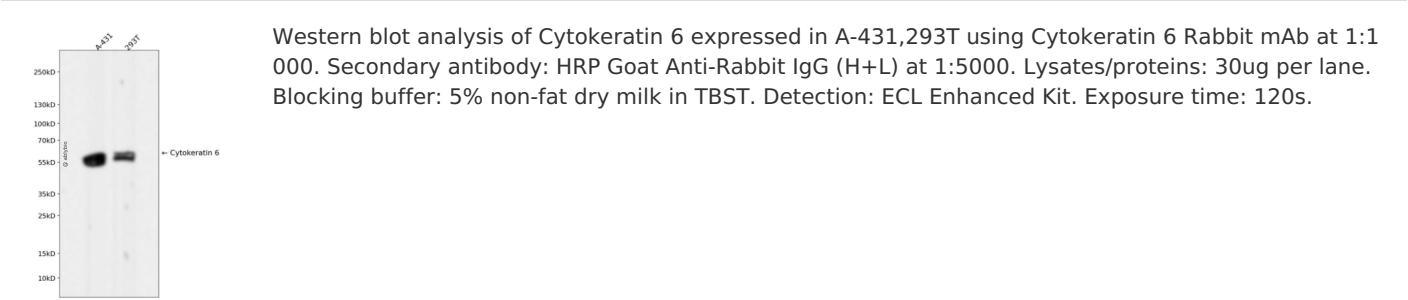 A-431 293T
250kD
130kD
100kD
70kD
55kD
35kD
25kD
15kD
10kD
← Cytokeratin 6
Western blot analysis of Cytokeratin 6 expressed in A-431,293T using Cytokeratin 6 Rabbit mAb at 1:1
000. Secondary antibody: HRP Goat Anti-Rabbit IgG (H+L) at 1:5000. Lysates/proteins: 30ug per lane.
Blocking buffer: 5% non-fat dry milk in TBST. Detection: ECL Enhanced Kit. Exposure time: 120s.